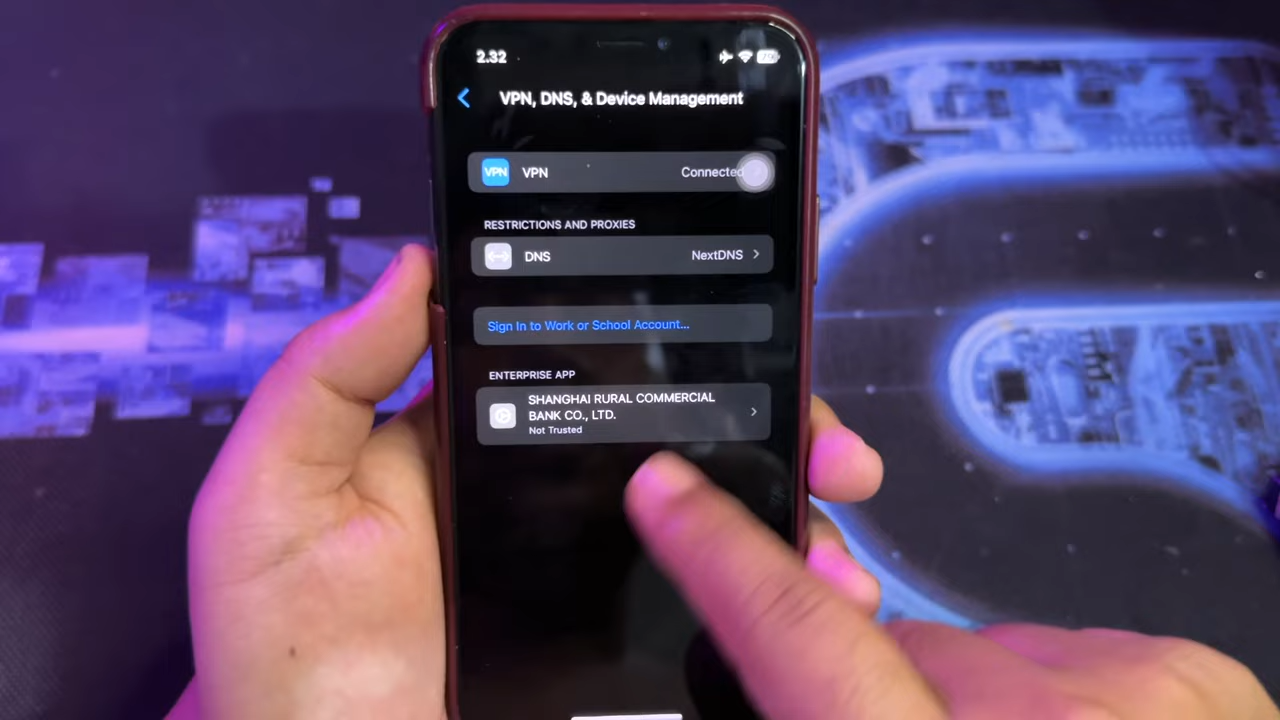 2.32
VPN, DNS, & Device Management
VPN VPN Connected
RESTRICTIONS AND PROXIES
DNS NextDNS
Sign In to Work or School Account...
ENTERPRISE APP
SHANGHAI RURAL COMMERCIAL
BANK CO., LTD.
Not Trusted